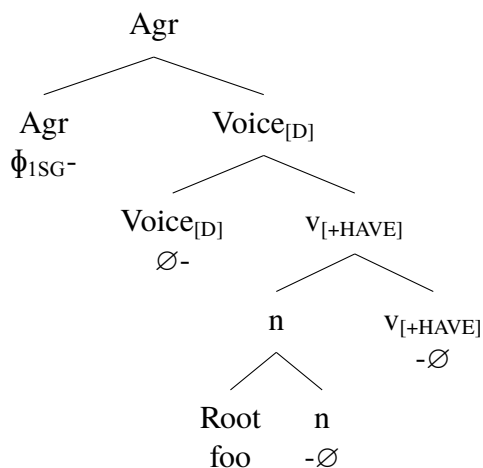 Agr
Agr Voice[D]
ϕ1SG-
Voice[D] v[+HAVE]
∅-
n v[+HAVE]
-∅
Root n
foo -∅